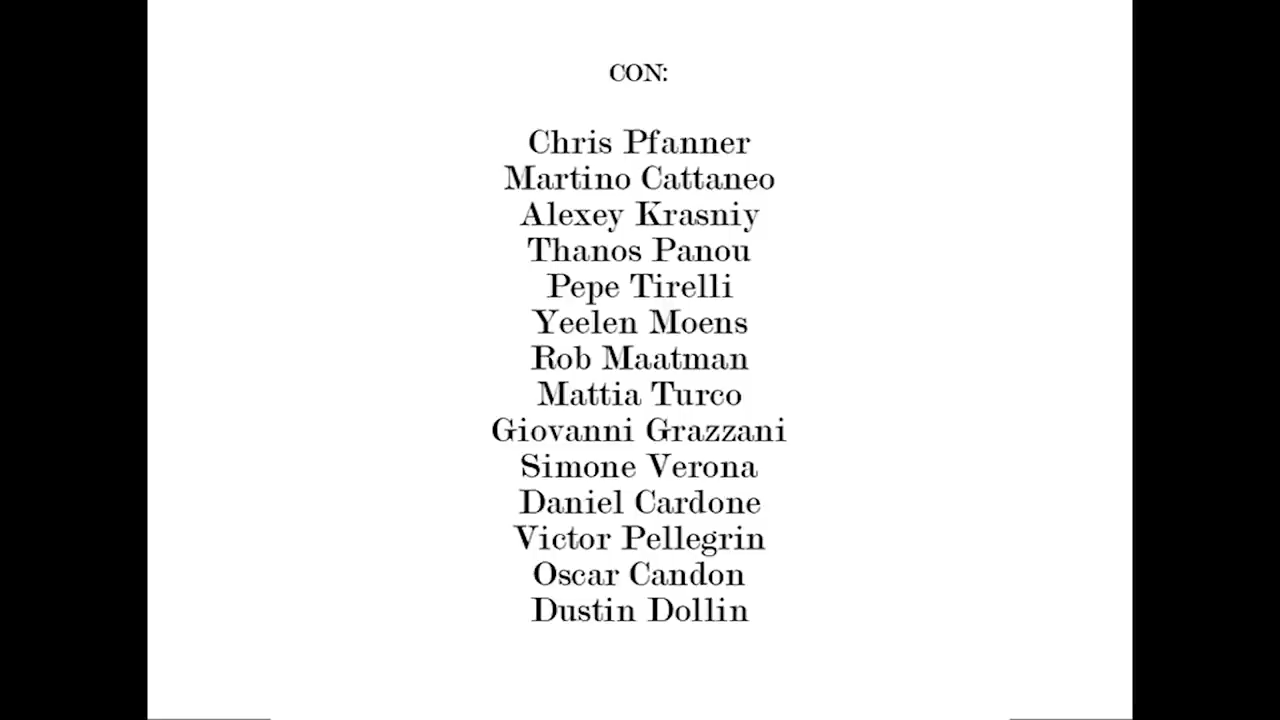 CON:
Chris Pfanner
Martino Cattaneo
Alexey Krasniy
Thanos Panou
Pepe Tirelli
Yeelen Moens
Rob Maatman
Mattia Turco
Giovanni Grazzani
Simone Verona
Daniel Cardone
Victor Pellegrin
Oscar Candon
Dustin Dollin